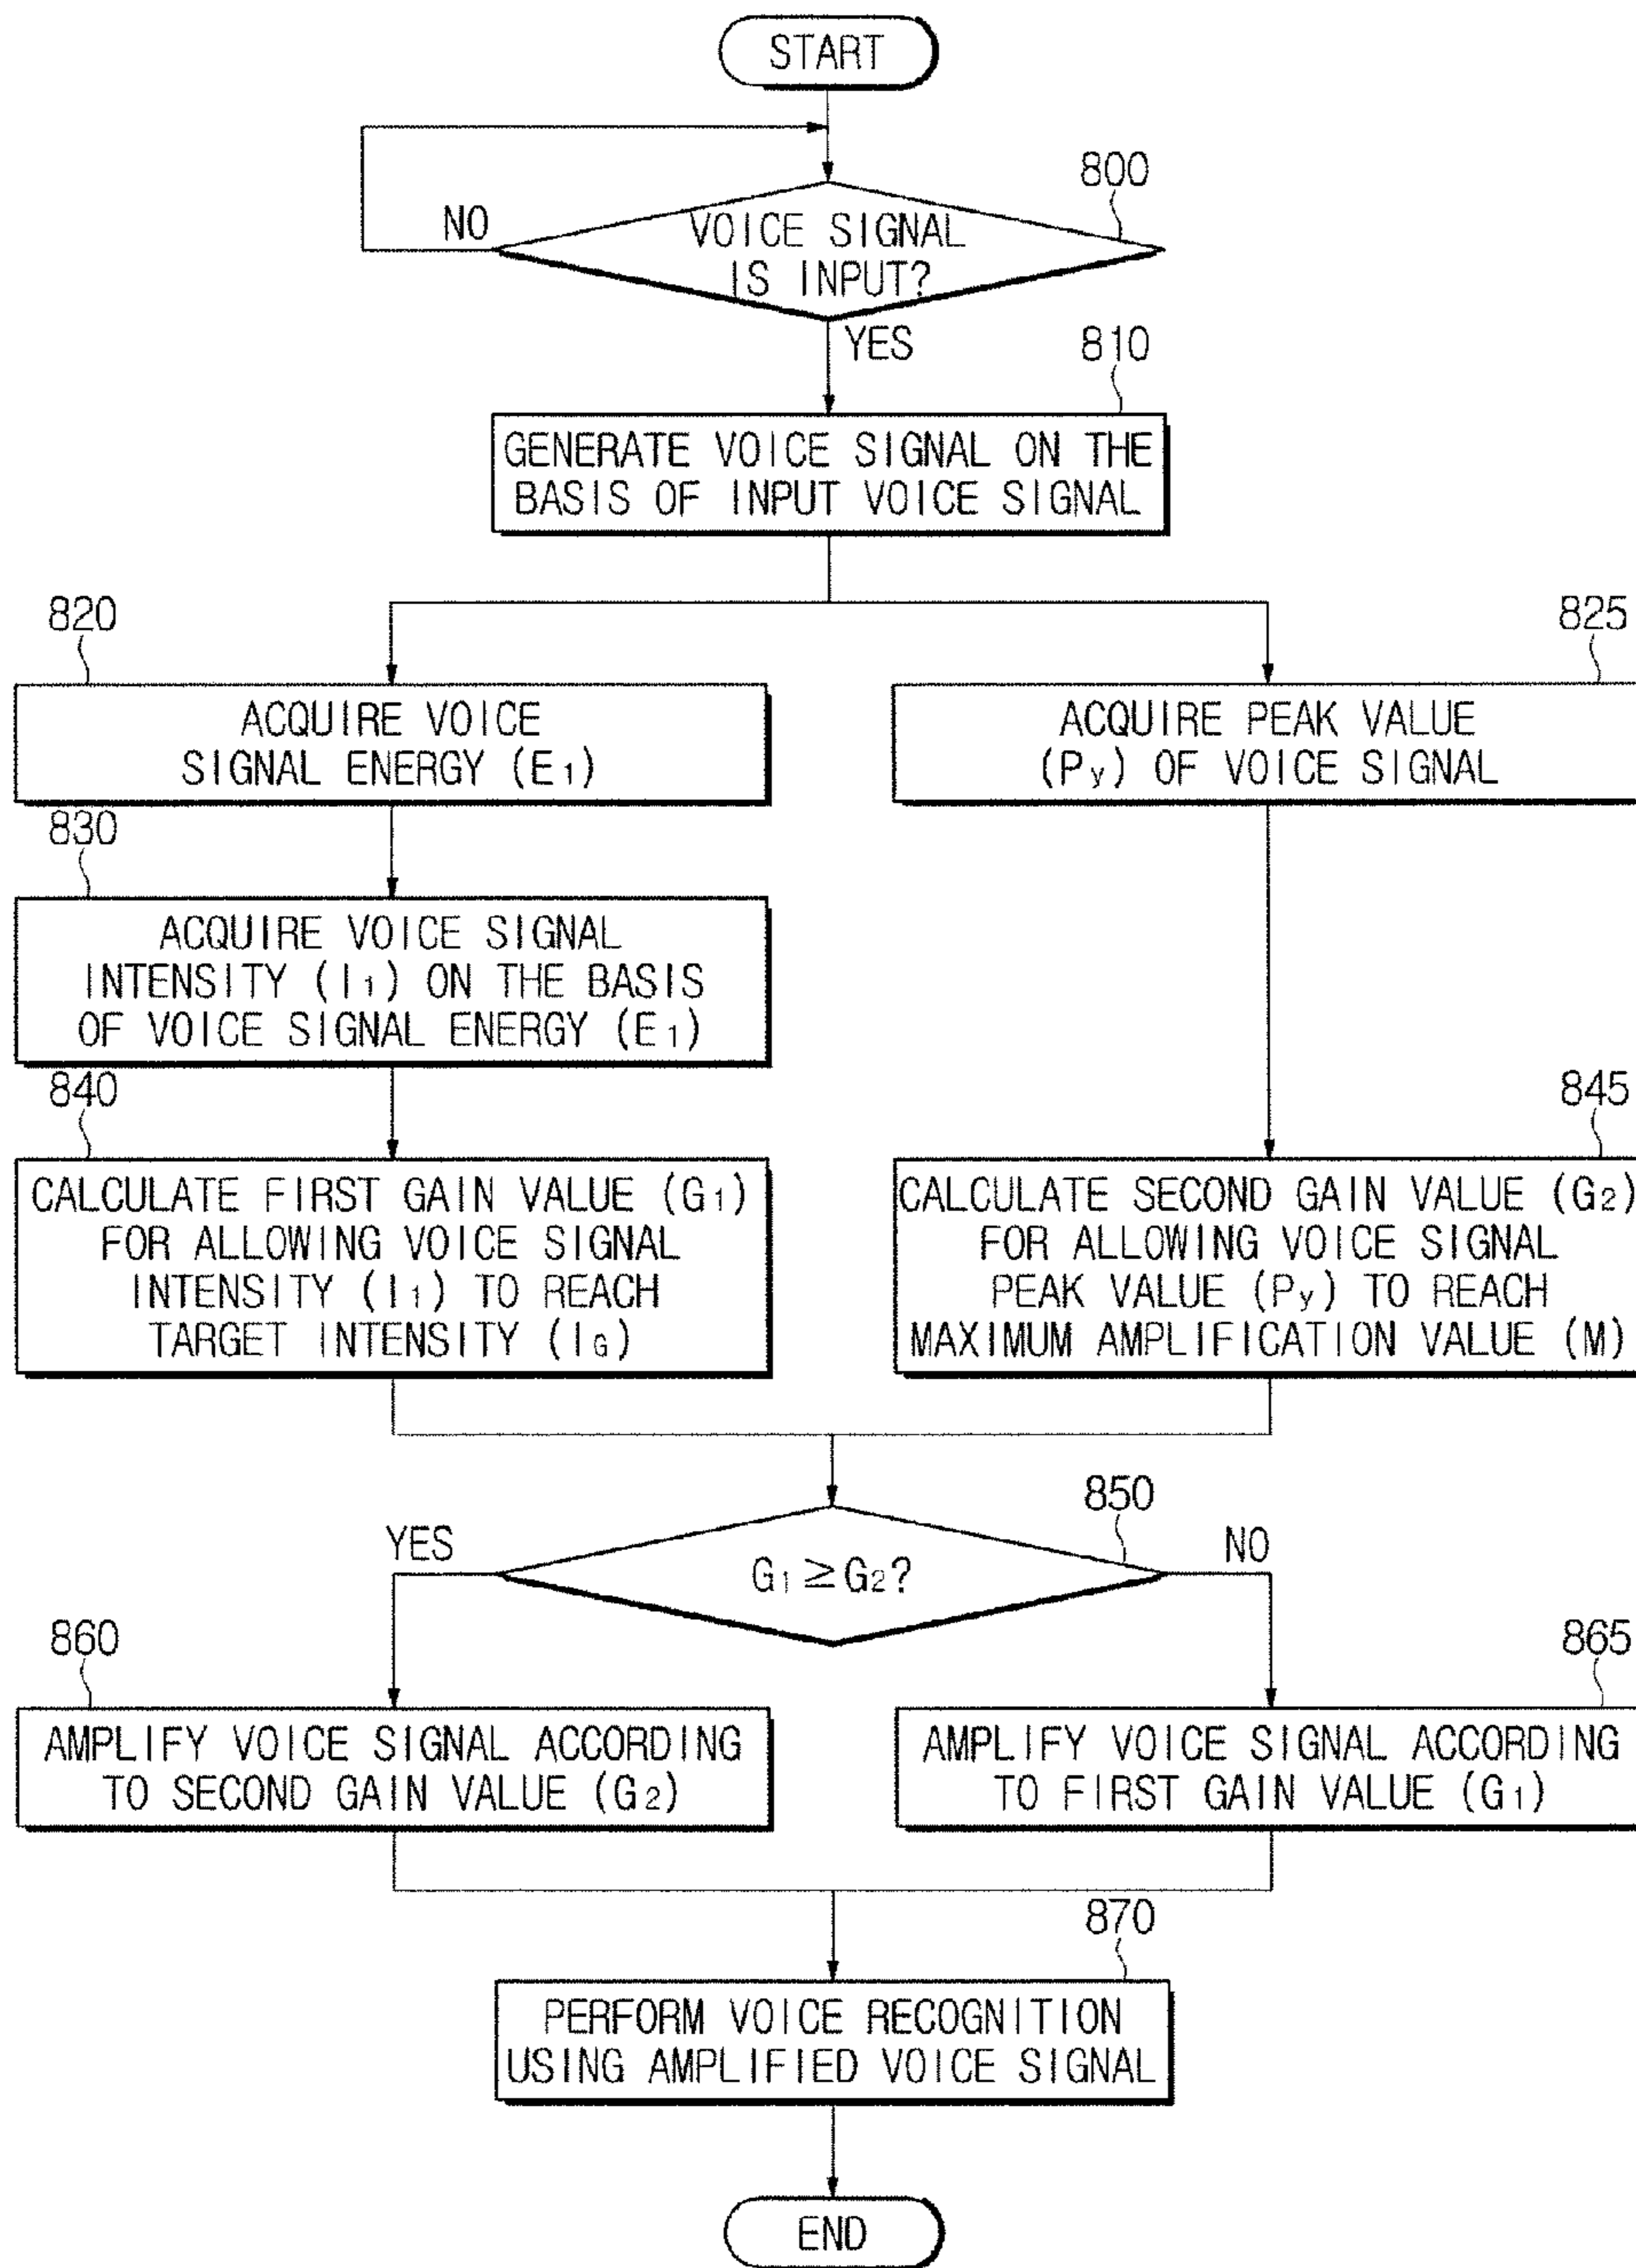 START
800
NO
VOICE SIGNAL
IS INPUT?
YES
810
GENERATE VOICE SIGNAL ON THE
BASIS OF INPUT VOICE SIGNAL
820
ACQUIRE VOICE
SIGNAL ENERGY (E1)
825
ACQUIRE PEAK VALUE
(Py) OF VOICE SIGNAL
830
ACQUIRE VOICE SIGNAL
INTENSITY (I1) ON THE BASIS
OF VOICE SIGNAL ENERGY (E1)
840
CALCULATE FIRST GAIN VALUE (G1)
FOR ALLOWING VOICE SIGNAL
INTENSITY (I1) TO REACH
TARGET INTENSITY (IG)
845
CALCULATE SECOND GAIN VALUE (G2)
FOR ALLOWING VOICE SIGNAL
PEAK VALUE (Py) TO REACH
MAXIMUM AMPLIFICATION VALUE (M)
850
YES
G1 ≥ G2?
NO
860
AMPLIFY VOICE SIGNAL ACCORDING
TO SECOND GAIN VALUE (G2)
865
AMPLIFY VOICE SIGNAL ACCORDING
TO FIRST GAIN VALUE (G1)
870
PERFORM VOICE RECOGNITION
USING AMPLIFIED VOICE SIGNAL
END